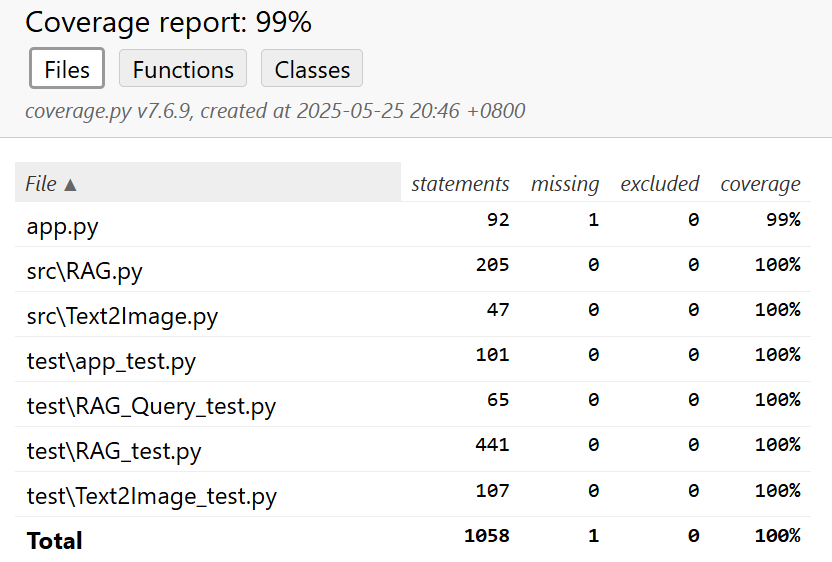 Coverage report: 99%
Files Functions Classes
coverage.py v7.6.9, created at 2025-05-25 20:46 +0800
File ▲ statements missing excluded coverage
app.py 92 1 0 99%
src\RAG.py 205 0 0 100%
src\Text2Image.py 47 0 0 100%
test\app_test.py 101 0 0 100%
test\RAG_Query_test.py 65 0 0 100%
test\RAG_test.py 441 0 0 100%
test\Text2Image_test.py 107 0 0 100%
Total 1058 1 0 100%